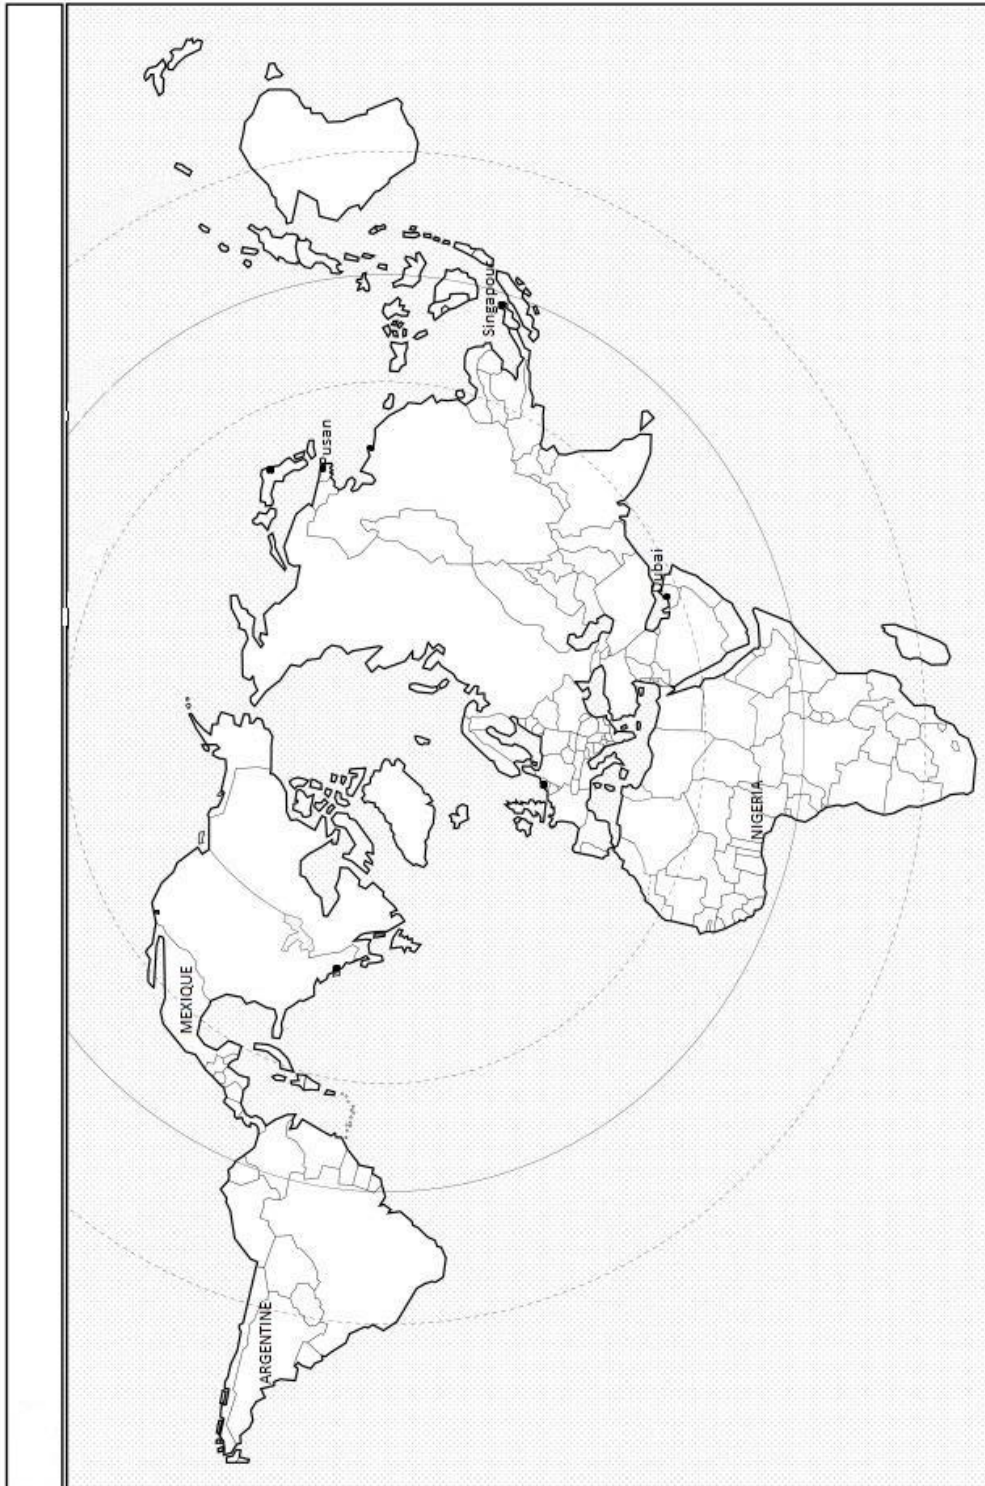 MEXIQUE
ARGENTINE
Pusan
Singapour
Dubai
NIGERIA